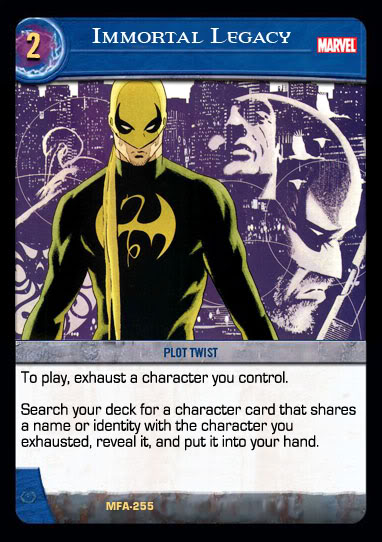 2
IMMORTAL LEGACY
MARVEL
PLOT TWIST
To play, exhaust a character you control.
Search your deck for a character card that shares
a name or identity with the character you
exhausted, reveal it, and put it into your hand.
MFA-255